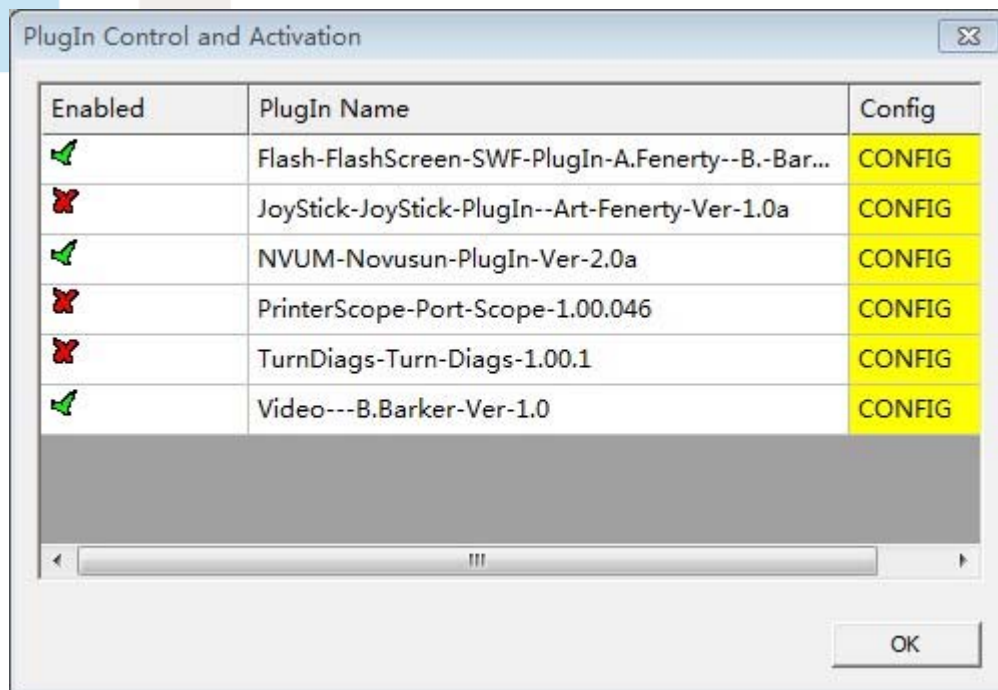 PlugIn Control and Activation
Enabled PlugIn Name Config
Flash-FlashScreen-SWF-PlugIn-A.Fenerty--B.-Bar... CONFIG
JoyStick-JoyStick-PlugIn--Art-Fenerty-Ver-1.0a CONFIG
NVUM-Novusun-PlugIn-Ver-2.0a CONFIG
PrinterScope-Port-Scope-1.00.046 CONFIG
TurnDiags-Turn-Diags-1.00.1 CONFIG
Video---B.Barker-Ver-1.0 CONFIG
OK